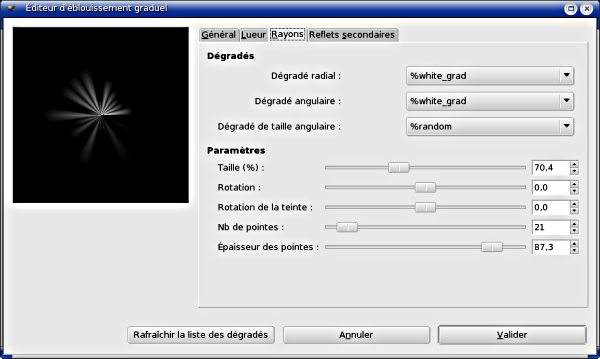 Éditeur d'éblouissement graduel
Général Lueur Rayons Reflets secondaires
Dégradés
Dégradé radial : %white_grad
Dégradé angulaire : %white_grad
Dégradé de taille angulaire : %random
Paramètres
Taille (%) : 70,4
Rotation : 0,0
Rotation de la teinte : 0,0
Nb de pointes : 21
Épaisseur des pointes : 87,3
Rafraîchir la liste des dégradés Annuler Valider